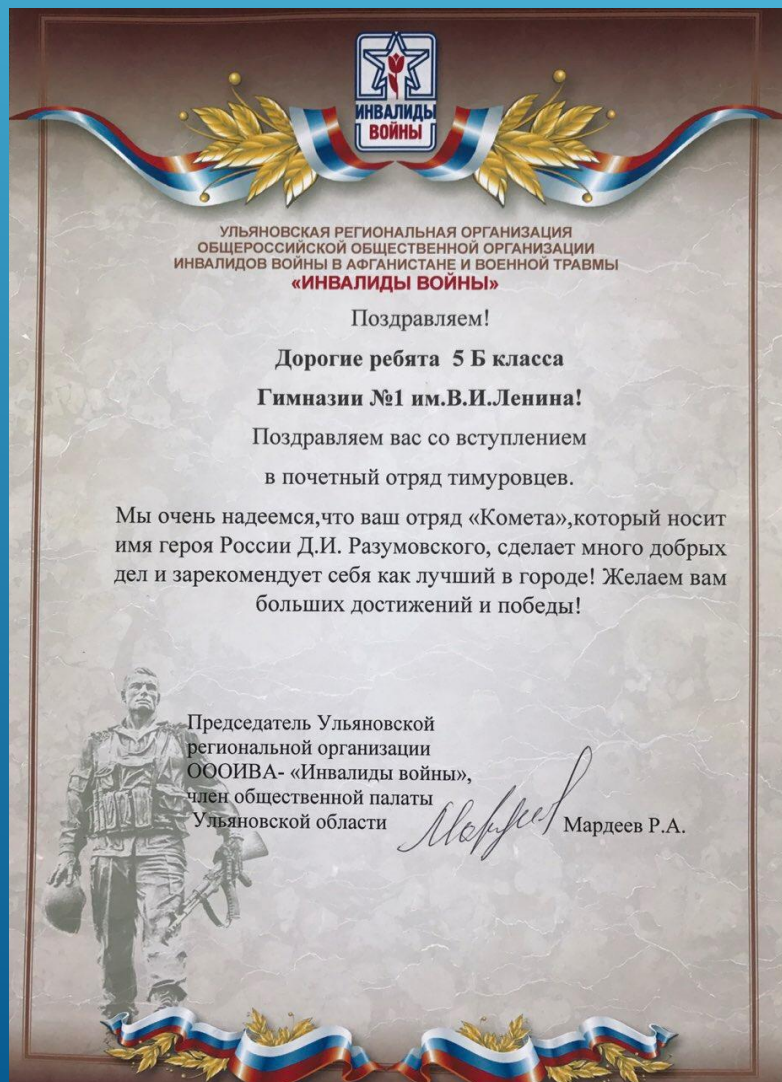 ИНВАЛИДЫ
ВОЙНЫ
УЛЬЯНОВСКАЯ РЕГИОНАЛЬНАЯ ОРГАНИЗАЦИЯ
ОБЩЕРОССИЙСКОЙ ОБЩЕСТВЕННОЙ ОРГАНИЗАЦИИ
ИНВАЛИДОВ ВОЙНЫ В АФГАНИСТАНЕ И ВОЕННОЙ ТРАВМЫ
«ИНВАЛИДЫ ВОЙНЫ»
Поздравляем!
Дорогие ребята 5 Б класса
Гимназии №1 им.В.И.Ленина!
Поздравляем вас со вступлением
в почетный отряд тимуровцев.
Мы очень надеемся,что ваш отряд «Комета»,который носит
имя героя России Д.И. Разумовского, сделает много добрых
дел и зарекомендует себя как лучший в городе! Желаем вам
больших достижений и победы!
Председатель Ульяновской
региональной организации
ОООИВА- «Инвалиды войны»,
член общественной палаты
Ульяновской области
Мардеев Р.А.